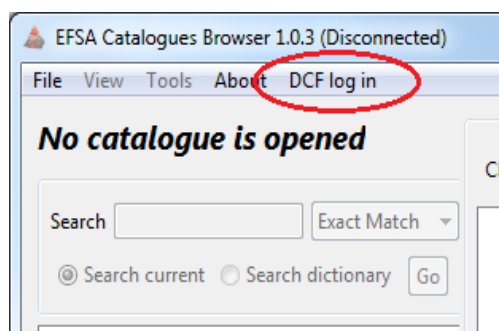 EFSA Catalogues Browser 1.0.3 (Disconnected)
File View Tools About DCF log in
No catalogue is opened
Search Exact Match
Search current Search dictionary Go